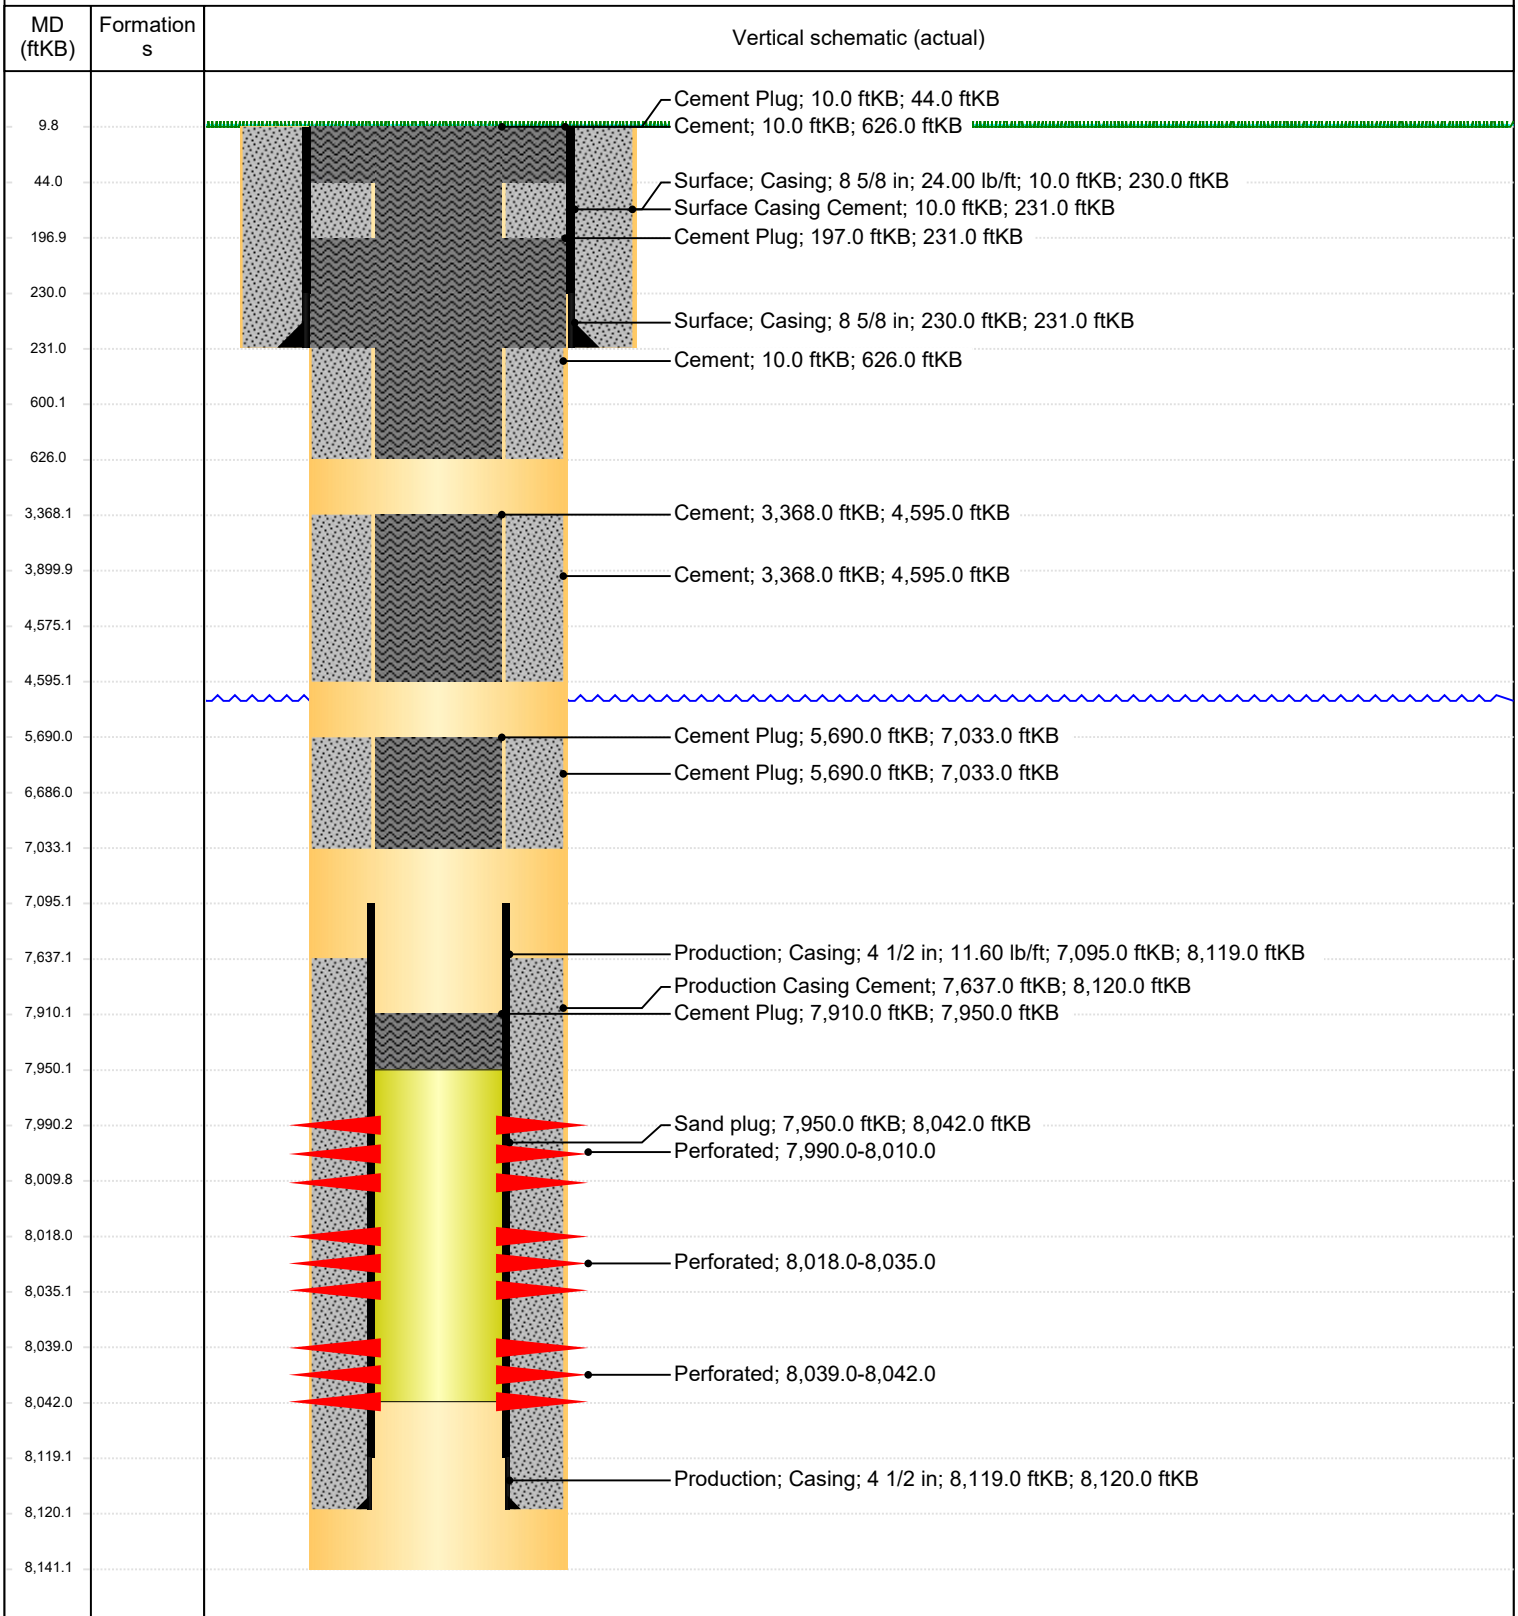 MD
(ftKB)
Formation
s
Vertical schematic (actual)
Cement Plug; 10.0 ftKB; 44.0 ftKB
9.8
Cement; 10.0 ftKB; 626.0 ftKB
44.0
Surface; Casing; 8 5/8 in; 24.00 lb/ft; 10.0 ftKB; 230.0 ftKB
Surface Casing Cement; 10.0 ftKB; 231.0 ftKB
196.9
Cement Plug; 197.0 ftKB; 231.0 ftKB
230.0
Surface; Casing; 8 5/8 in; 230.0 ftKB; 231.0 ftKB
231.0
Cement; 10.0 ftKB; 626.0 ftKB
600.1
626.0
3,368.1
Cement; 3,368.0 ftKB; 4,595.0 ftKB
3,899.9
Cement; 3,368.0 ftKB; 4,595.0 ftKB
4,575.1
4,595.1
5,690.0
Cement Plug; 5,690.0 ftKB; 7,033.0 ftKB
Cement Plug; 5,690.0 ftKB; 7,033.0 ftKB
6,686.0
7,033.1
7,095.1
Production; Casing; 4 1/2 in; 11.60 lb/ft; 7,095.0 ftKB; 8,119.0 ftKB
7,637.1
Production Casing Cement; 7,637.0 ftKB; 8,120.0 ftKB
7,910.1
Cement Plug; 7,910.0 ftKB; 7,950.0 ftKB
7,950.1
7,990.2
Sand plug; 7,950.0 ftKB; 8,042.0 ftKB
Perforated; 7,990.0-8,010.0
8,009.8
8,018.0
Perforated; 8,018.0-8,035.0
8,035.1
8,039.0
Perforated; 8,039.0-8,042.0
8,042.0
8,119.1
Production; Casing; 4 1/2 in; 8,119.0 ftKB; 8,120.0 ftKB
8,120.1
8,141.1